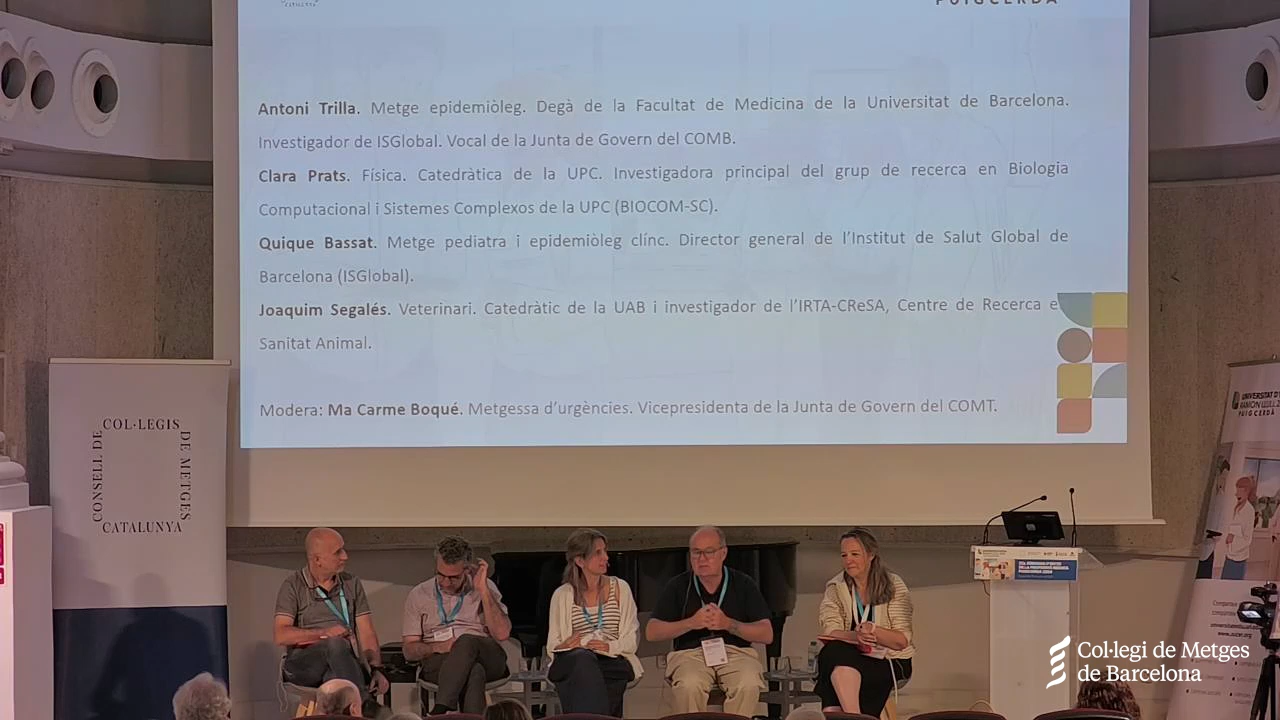 CATALUNYA
PUIGCERDÀ
Antoni Trilla. Metge epidemiòleg. Degà de la Facultat de Medicina de la Universitat de Barcelona.
Investigador de ISGlobal. Vocal de la Junta de Govern del COMB.
Clara Prats. Física. Catedràtica de la UPC. Investigadora principal del grup de recerca en Biologia
Computacional i Sistemes Complexos de la UPC (BIOCOM-SC).
Quique Bassat. Metge pediatra i epidemiòleg clínc. Director general de l'Institut de Salut Global de
Barcelona (ISGlobal).
Joaquim Segalés. Veterinari. Catedràtic de la UAB i investigador de l'IRTA-CReSA, Centre de Recerca e
Sanitat Animal.
Modera: Ma Carme Boqué. Metgessa d'urgències. Vicepresidenta de la Junta de Govern del COMT.
CONSELL DE
COL·LEGIS
DE METGES
CATALUNYA
UNIVERSITAT D'
RAMON LLULL
PUIGCERDÀ
Col·legi de Metges
de Barcelona